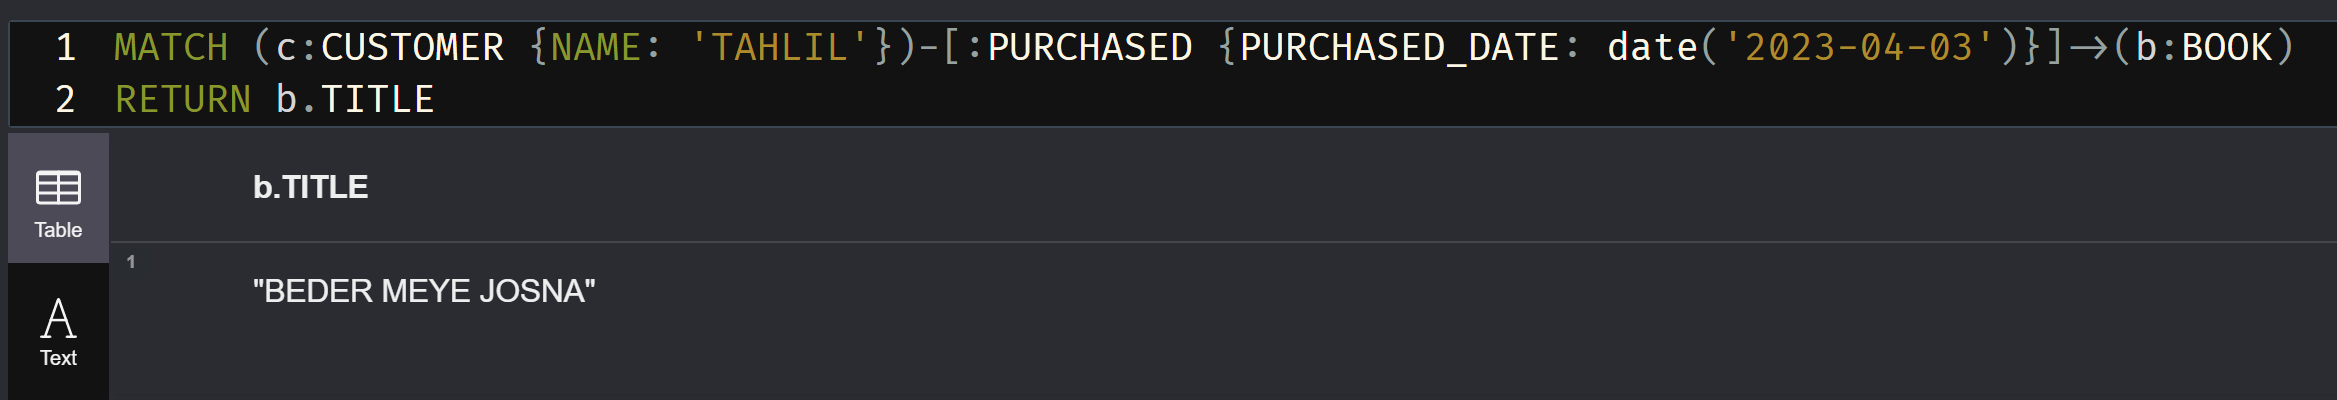 1 MATCH (c:CUSTOMER {NAME: 'TAHLIL'})-[:PURCHASED {PURCHASED_DATE: date('2023-04-03')}]->(b:BOOK)
2 RETURN b.TITLE
b.TITLE
Table
1
"BEDER MEYE JOSNA"
A
Text